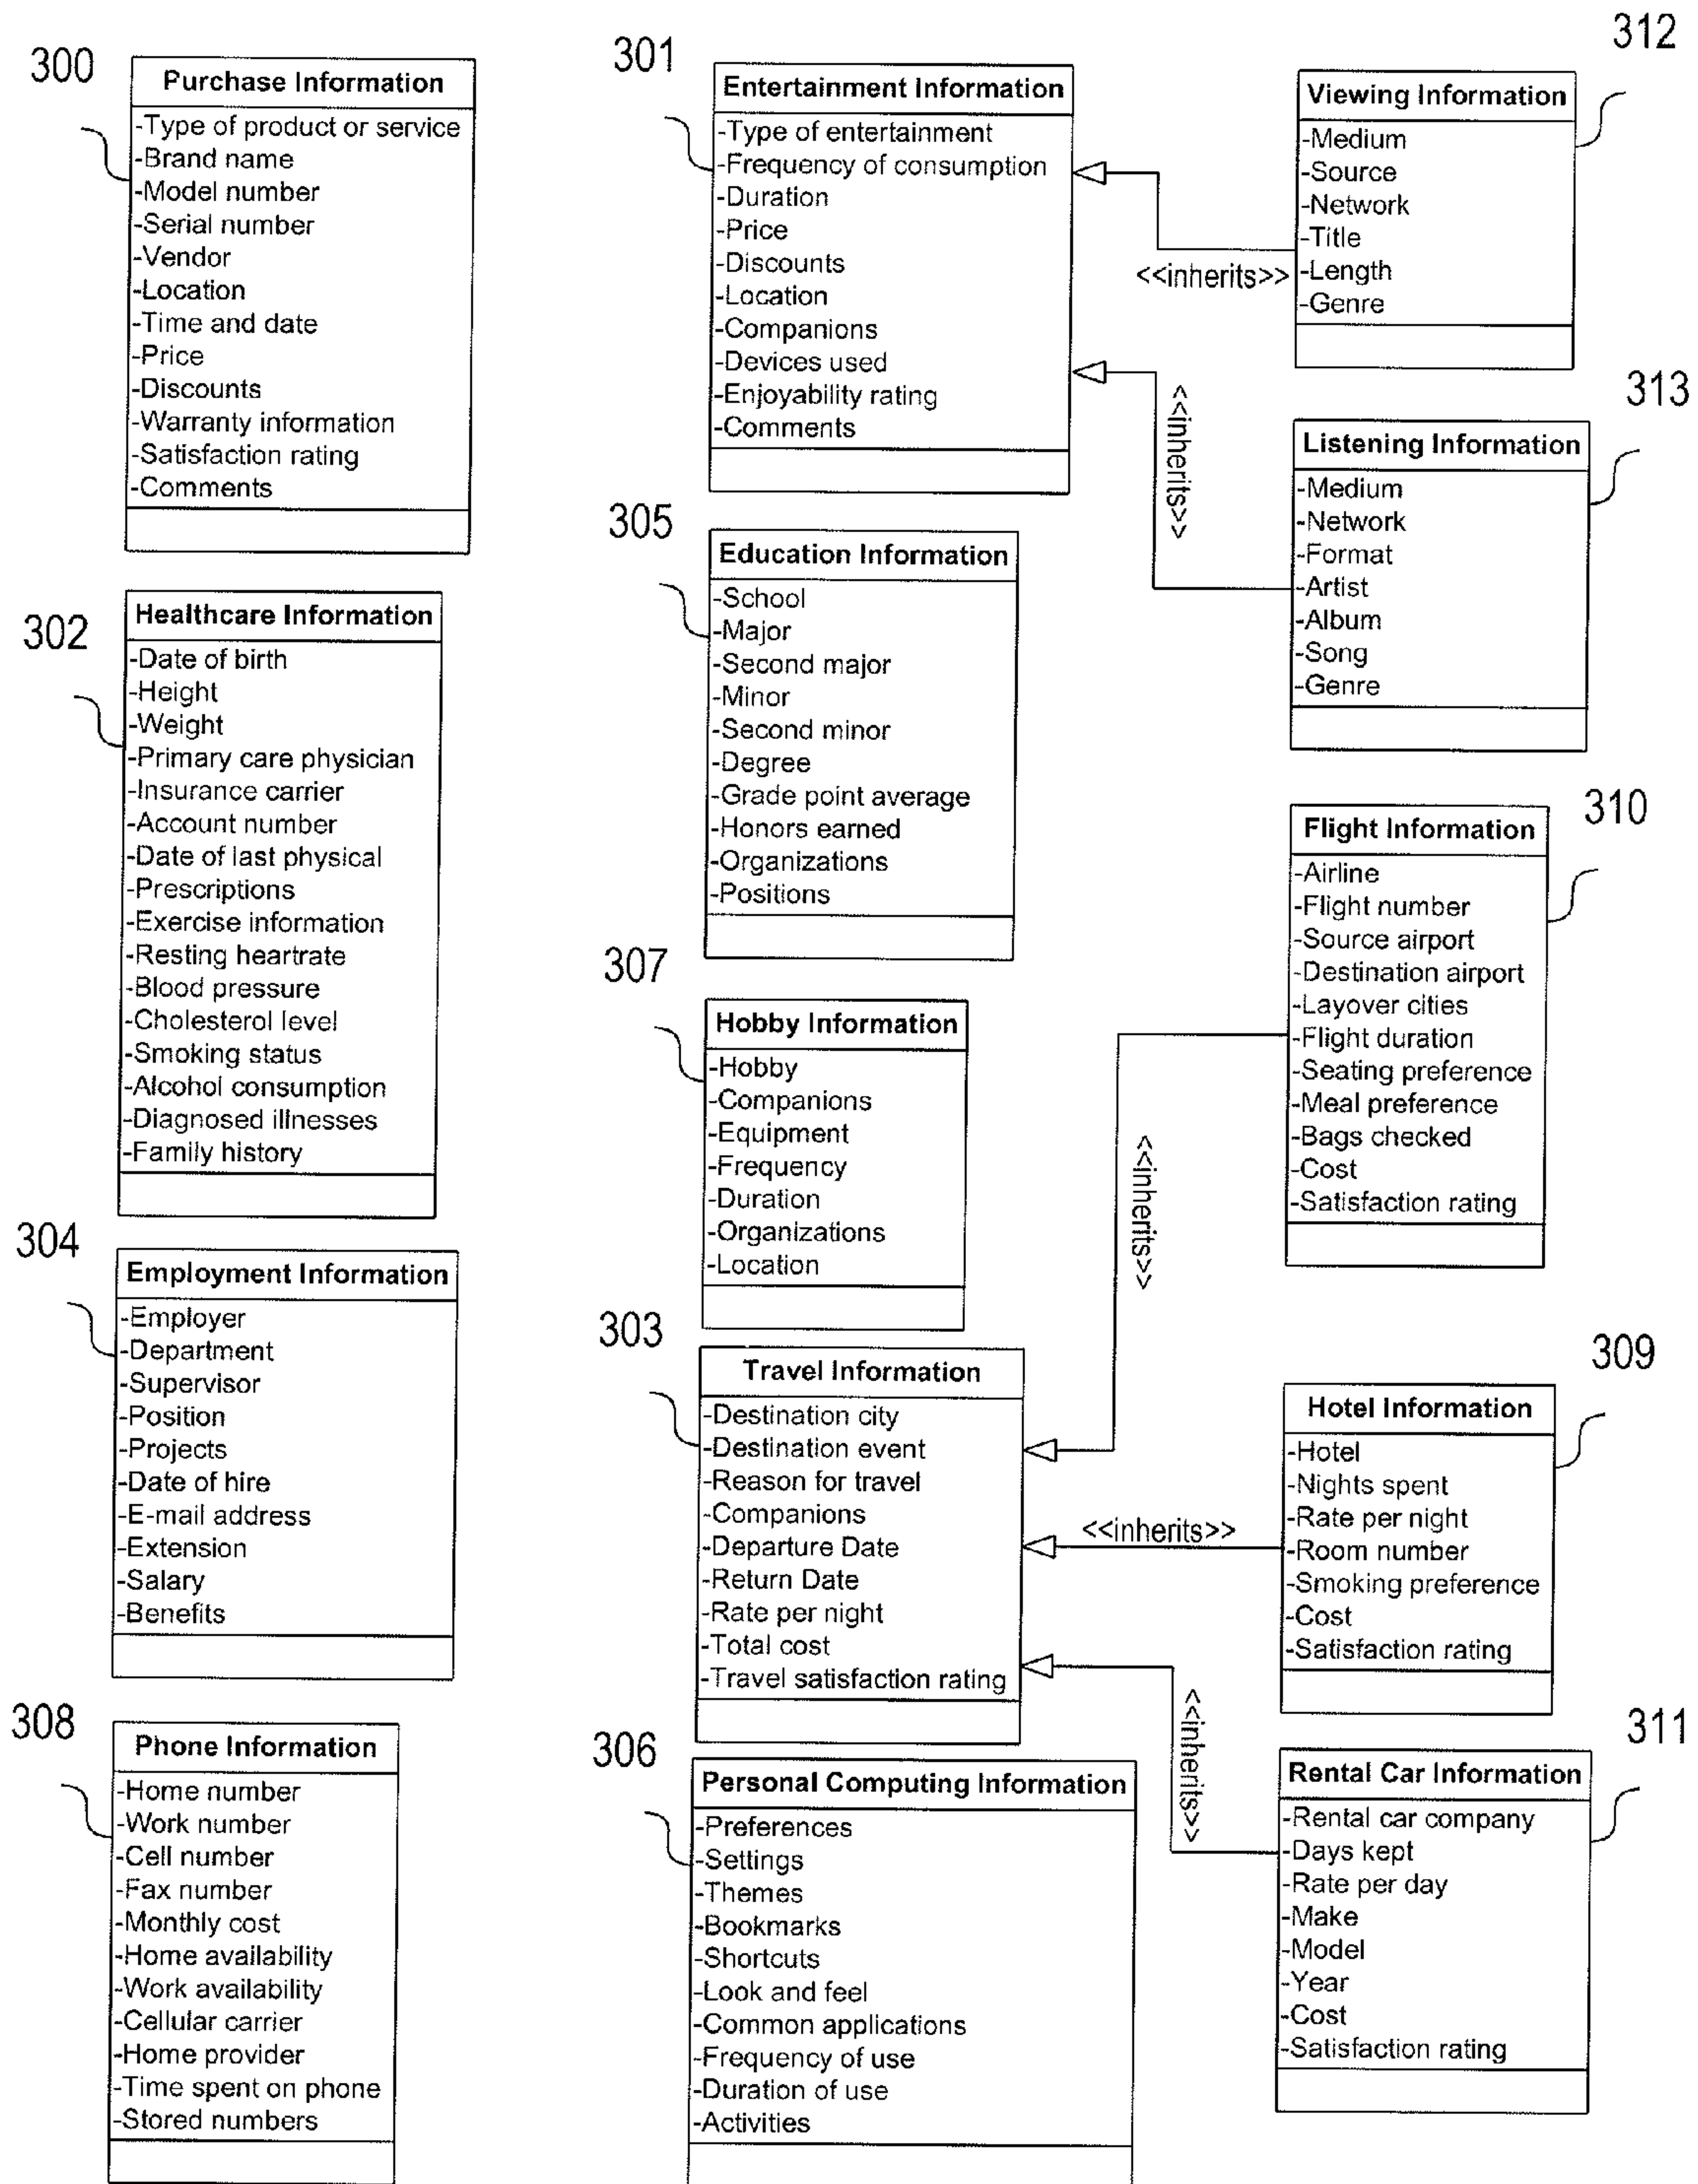 300
Purchase Information
-Type of product or service
-Brand name
-Model number
-Serial number
-Vendor
-Location
-Time and date
-Price
-Discounts
-Warranty information
-Satisfaction rating
-Comments
302
Healthcare Information
-Date of birth
-Height
-Weight
-Primary care physician
-Insurance carrier
-Account number
-Date of last physical
-Prescriptions
-Exercise information
-Resting heartrate
-Blood pressure
-Cholesterol level
-Smoking status
-Alcohol consumption
-Diagnosed illnesses
-Family history
304
Employment Information
-Employer
-Department
-Supervisor
-Position
-Projects
-Date of hire
-E-mail address
-Extension
-Salary
-Benefits
308
Phone Information
-Home number
-Work number
-Cell number
-Fax number
-Monthly cost
-Home availability
-Work availability
-Cellular carrier
-Home provider
-Time spent on phone
-Stored numbers
301
Entertainment Information
-Type of entertainment
-Frequency of consumption
-Duration
-Price
-Discounts
-Location
-Companions
-Devices used
-Enjoyability rating
-Comments
305
Education Information
-School
-Major
-Second major
-Minor
-Second minor
-Degree
-Grade point average
-Honors earned
-Organizations
-Positions
307
Hobby Information
-Hobby
-Companions
-Equipment
-Frequency
-Duration
-Organizations
-Location
303
Travel Information
-Destination city
-Destination event
-Reason for travel
-Companions
-Departure Date
-Return Date
-Rate per night
-Total cost
-Travel satisfaction rating
306
Personal Computing Information
-Preferences
-Settings
-Themes
-Bookmarks
-Shortcuts
-Look and feel
-Common applications
-Frequency of use
-Duration of use
-Activities
<<inherits>>
<<inherits>>
<<inherits>>
<<inherits>>
<<inherits>>
312
Viewing Information
-Medium
-Source
-Network
-Title
-Length
-Genre
313
Listening Information
-Medium
-Network
-Format
-Artist
-Album
-Song
-Genre
310
Flight Information
-Airline
-Flight number
-Source airport
-Destination airport
-Layover cities
-Flight duration
-Seating preference
-Meal preference
-Bags checked
-Cost
-Satisfaction rating
309
Hotel Information
-Hotel
-Nights spent
-Rate per night
-Room number
-Smoking preference
-Cost
-Satisfaction rating
311
Rental Car Information
-Rental car company
-Days kept
-Rate per day
-Make
-Model
-Year
-Cost
-Satisfaction rating